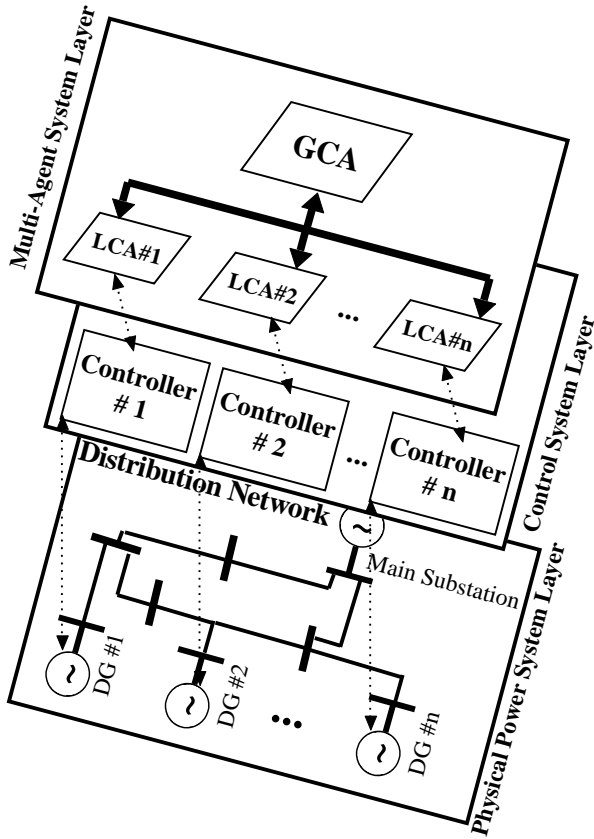 Multi-Agent System Layer
GCA
LCA#1
LCA#2
...
LCA#n
Control System Layer
Controller
# 1
Controller
# 2
...
Controller
# n
Distribution Network
~
Main Substation
Physical Power System Layer
~
DG #1
~
DG #2
...
~
DG #n